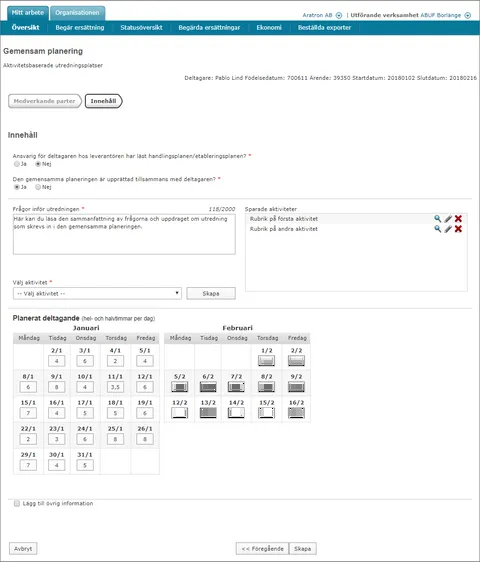 Mitt arbete Organisationen
Aratron AB | Utförande verksamhet ABUF Borlänge
Översikt Begär ersättning Statusöversikt Begärda ersättningar Ekonomi Beställda exporter
Gemensam planering
Aktivitetsbaserade utredningsplatser
Deltagare: Pablo Lind Födelsedatum: 700611 Ärende: 39350 Startdatum: 20180102 Slutdatum: 20180216
Medverkande parter Innehåll
Innehåll
Ansvarig för deltagaren hos leverantören har läst handlingsplanen/etableringsplanen? *
Ja Nej
Den gemensamma planeringen är upprättad tillsammans med deltagaren? *
Ja Nej
Frågor inför utredningen * 118/2000 Sparade aktiviteter
Här kan du läsa den sammanfattning av frågorna och uppdraget om utredning
som skrevs in i den gemensamma planeringen.
Rubrik på första aktivitet
Rubrik på andra aktivitet
Välj aktivitet *
-- Välj aktivitet -- Skapa
Planerat deltagande (hel- och halvtimmar per dag)
Januari Februari
Måndag Tisdag Onsdag Torsdag Fredag Måndag Tisdag Onsdag Torsdag Fredag
2/1 3/1 4/1 5/1 1/2 2/2
4 6 2 4
8/1 9/1 10/1 11/1 12/1 5/2 6/2 7/2 8/2 9/2
6 8 4 3,5 6
15/1 16/1 17/1 18/1 19/1 12/2 13/2 14/2 15/2 16/2
7 4 5 5 6
22/1 23/1 24/1 25/1 26/1
2 3 6 8 8
29/1 30/1 31/1
7 4 5
Lägg till övrig information
Avbryt << Föregående Skapa